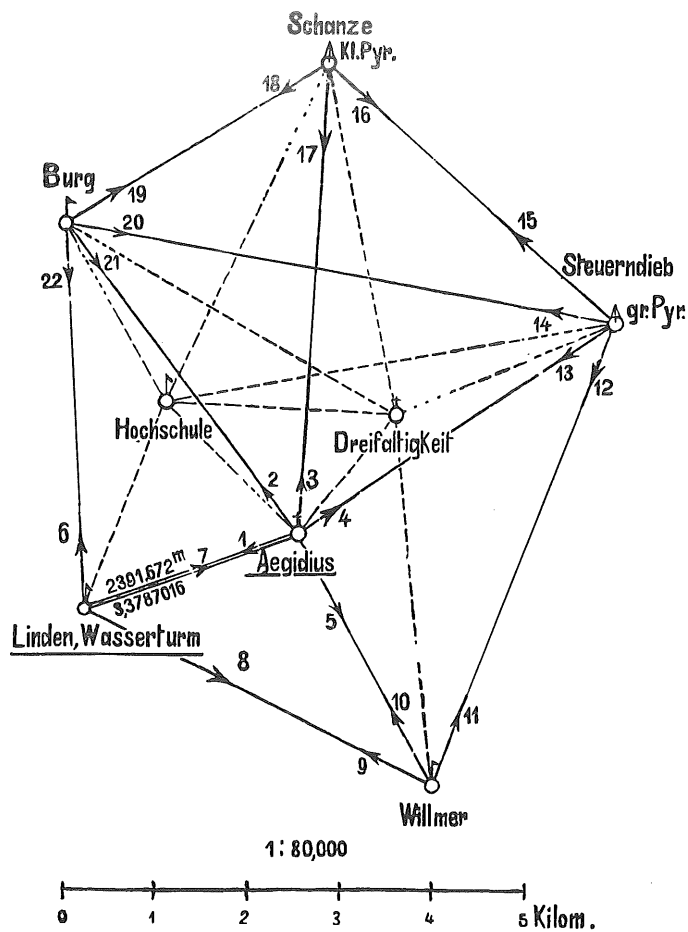 Schanze
Kl. Pyr.
18
16
17
Burg
19
20
15
21
22
Steuerndieb
gr. Pyr.
14
13
12
Hochschule
Dreifaltigkeit
2
3
4
6
1
Aegidius
7
2391.672 m
3,3787016
Linden, Wasserturm
5
8
10
11
9
Willmer
1:80,000
0 1 2 3 4 5 Kilom.